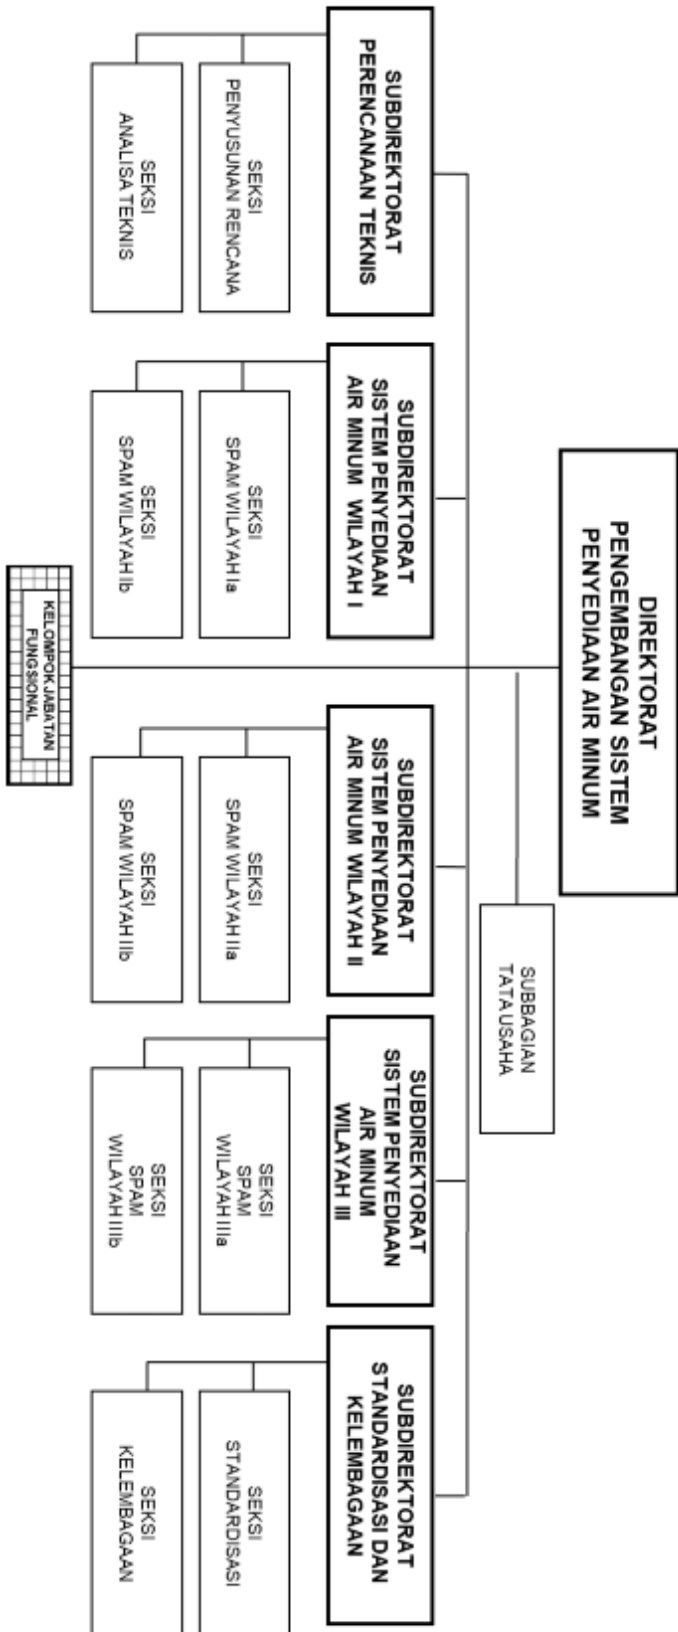 DIREKTORAT
PENGEMBANGAN SISTEM
PENYEDIAAN AIR MINUM
SUBBAGIAN
TATA USAHA
SUBDIREKTORAT
PERENCANAAN TEKNIS
SEKSI
PENYUSUNAN RENCANA
SEKSI
ANALISA TEKNIS
SUBDIREKTORAT
SISTEM PENYEDIAAN
AIR MINUM WILAYAH I
SEKSI
SPAM WILAYAH Ia
SEKSI
SPAM WILAYAH Ib
SUBDIREKTORAT
SISTEM PENYEDIAAN
AIR MINUM WILAYAH II
SEKSI
SPAM WILAYAH IIa
SEKSI
SPAM WILAYAH IIb
SUBDIREKTORAT
SISTEM PENYEDIAAN
AIR MINUM
WILAYAH III
SEKSI
SPAM
WILAYAH IIIa
SEKSI
SPAM
WILAYAH IIIb
SUBDIREKTORAT
STANDARDISASI DAN
KELEMBAGAAN
SEKSI
STANDARDISASI
SEKSI
KELEMBAGAAN
KELOMPOK JABATAN
FUNGSIONAL